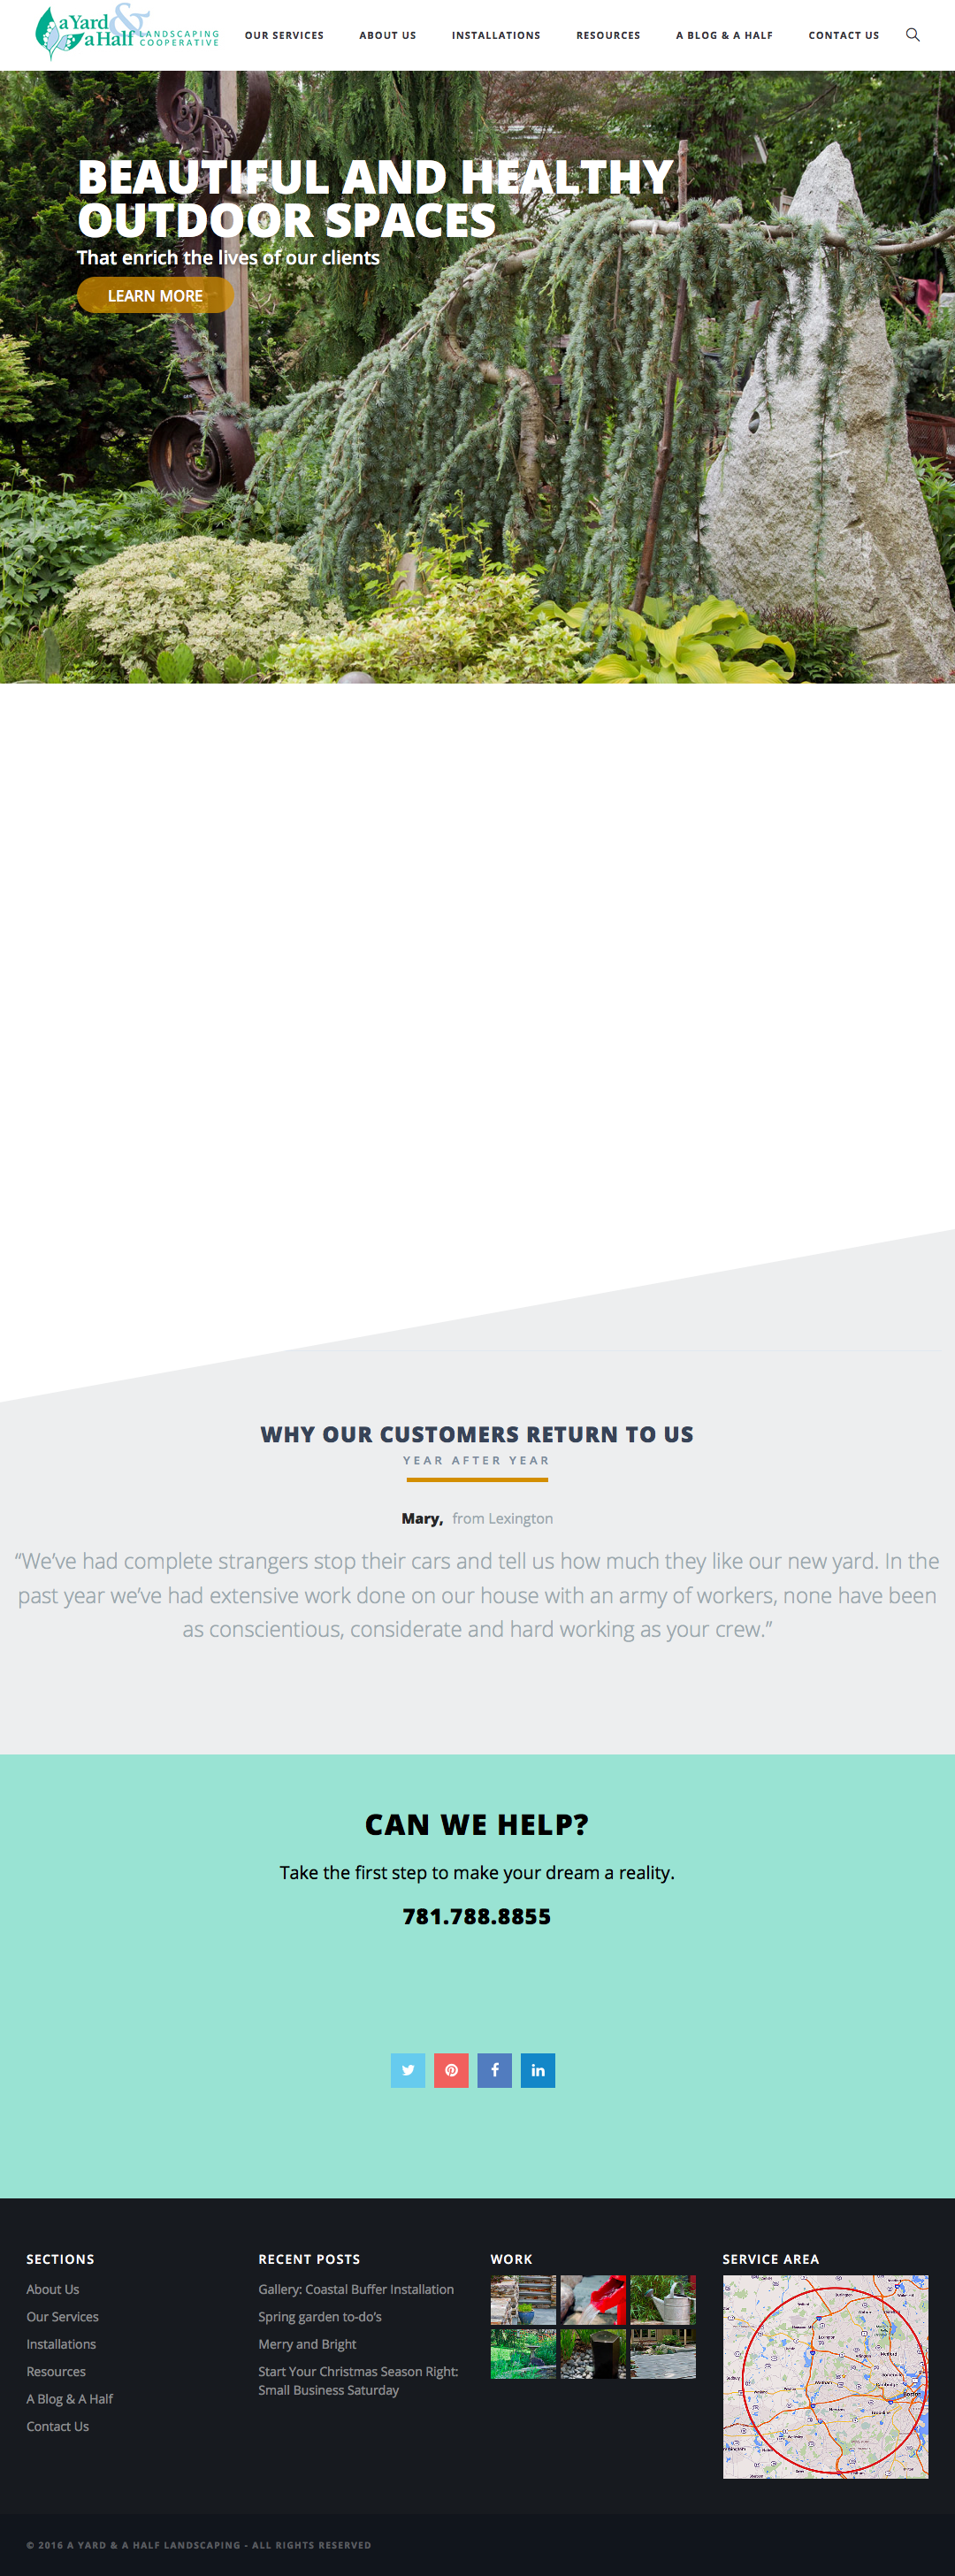 a Yard & a Half LANDSCAPING COOPERATIVE
OUR SERVICES
ABOUT US
INSTALLATIONS
RESOURCES
A BLOG & A HALF
CONTACT US
BEAUTIFUL AND HEALTHY
OUTDOOR SPACES
That enrich the lives of our clients
LEARN MORE
WHY OUR CUSTOMERS RETURN TO US
YEAR AFTER YEAR
Mary, from Lexington
“We’ve had complete strangers stop their cars and tell us how much they like our new yard. In the
past year we’ve had extensive work done on our house with an army of workers, none have been
as conscientious, considerate and hard working as your crew.”
CAN WE HELP?
Take the first step to make your dream a reality.
781.788.8855
SECTIONS
About Us
Our Services
Installations
Resources
A Blog & A Half
Contact Us
RECENT POSTS
Gallery: Coastal Buffer Installation
Spring garden to-do’s
Merry and Bright
Start Your Christmas Season Right:
Small Business Saturday
WORK
SERVICE AREA
© 2016 A YARD & A HALF LANDSCAPING - ALL RIGHTS RESERVED